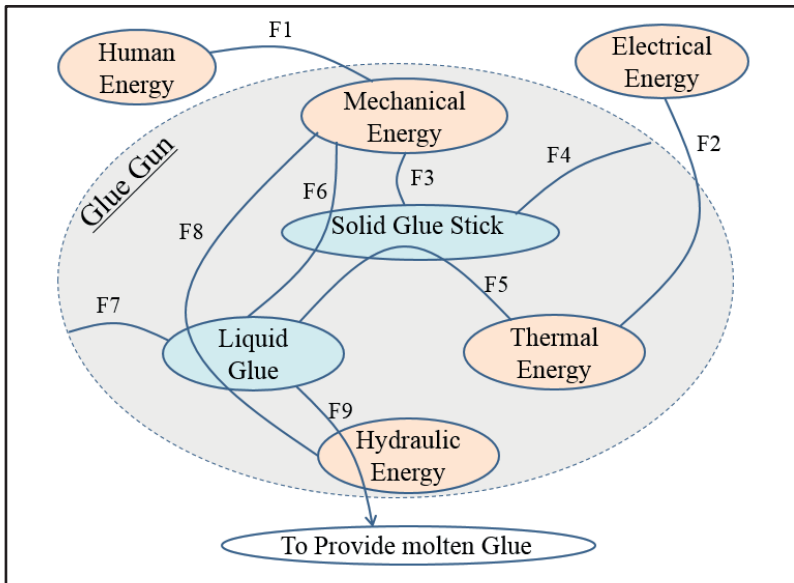 F1
Human
Energy
Electrical
Energy
Mechanical
Energy
Glue Gun
F2
F4
F3
F6
Solid Glue Stick
F8
F5
F7
Liquid
Glue
Thermal
Energy
F9
Hydraulic
Energy
To Provide molten Glue